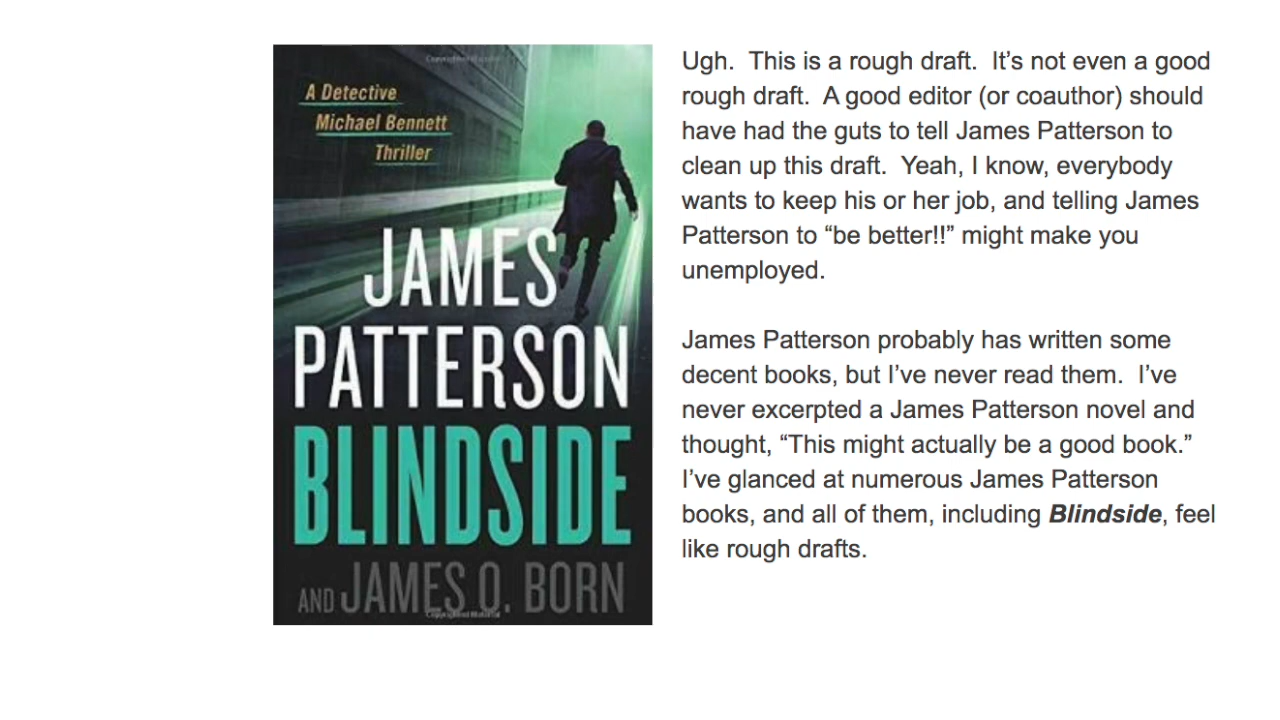 Copyrighted Material
A Detective
Michael Bennett
Thriller
JAMES
PATTERSON
BLINDSIDE
AND JAMES O. BORN
Copyrighted Material
Ugh.  This is a rough draft.  It’s not even a good
rough draft.  A good editor (or coauthor) should
have had the guts to tell James Patterson to
clean up this draft.  Yeah, I know, everybody
wants to keep his or her job, and telling James
Patterson to “be better!!” might make you
unemployed.
James Patterson probably has written some
decent books, but I’ve never read them.  I’ve
never excerpted a James Patterson novel and
thought, “This might actually be a good book.”
I’ve glanced at numerous James Patterson
books, and all of them, including Blindside, feel
like rough drafts.